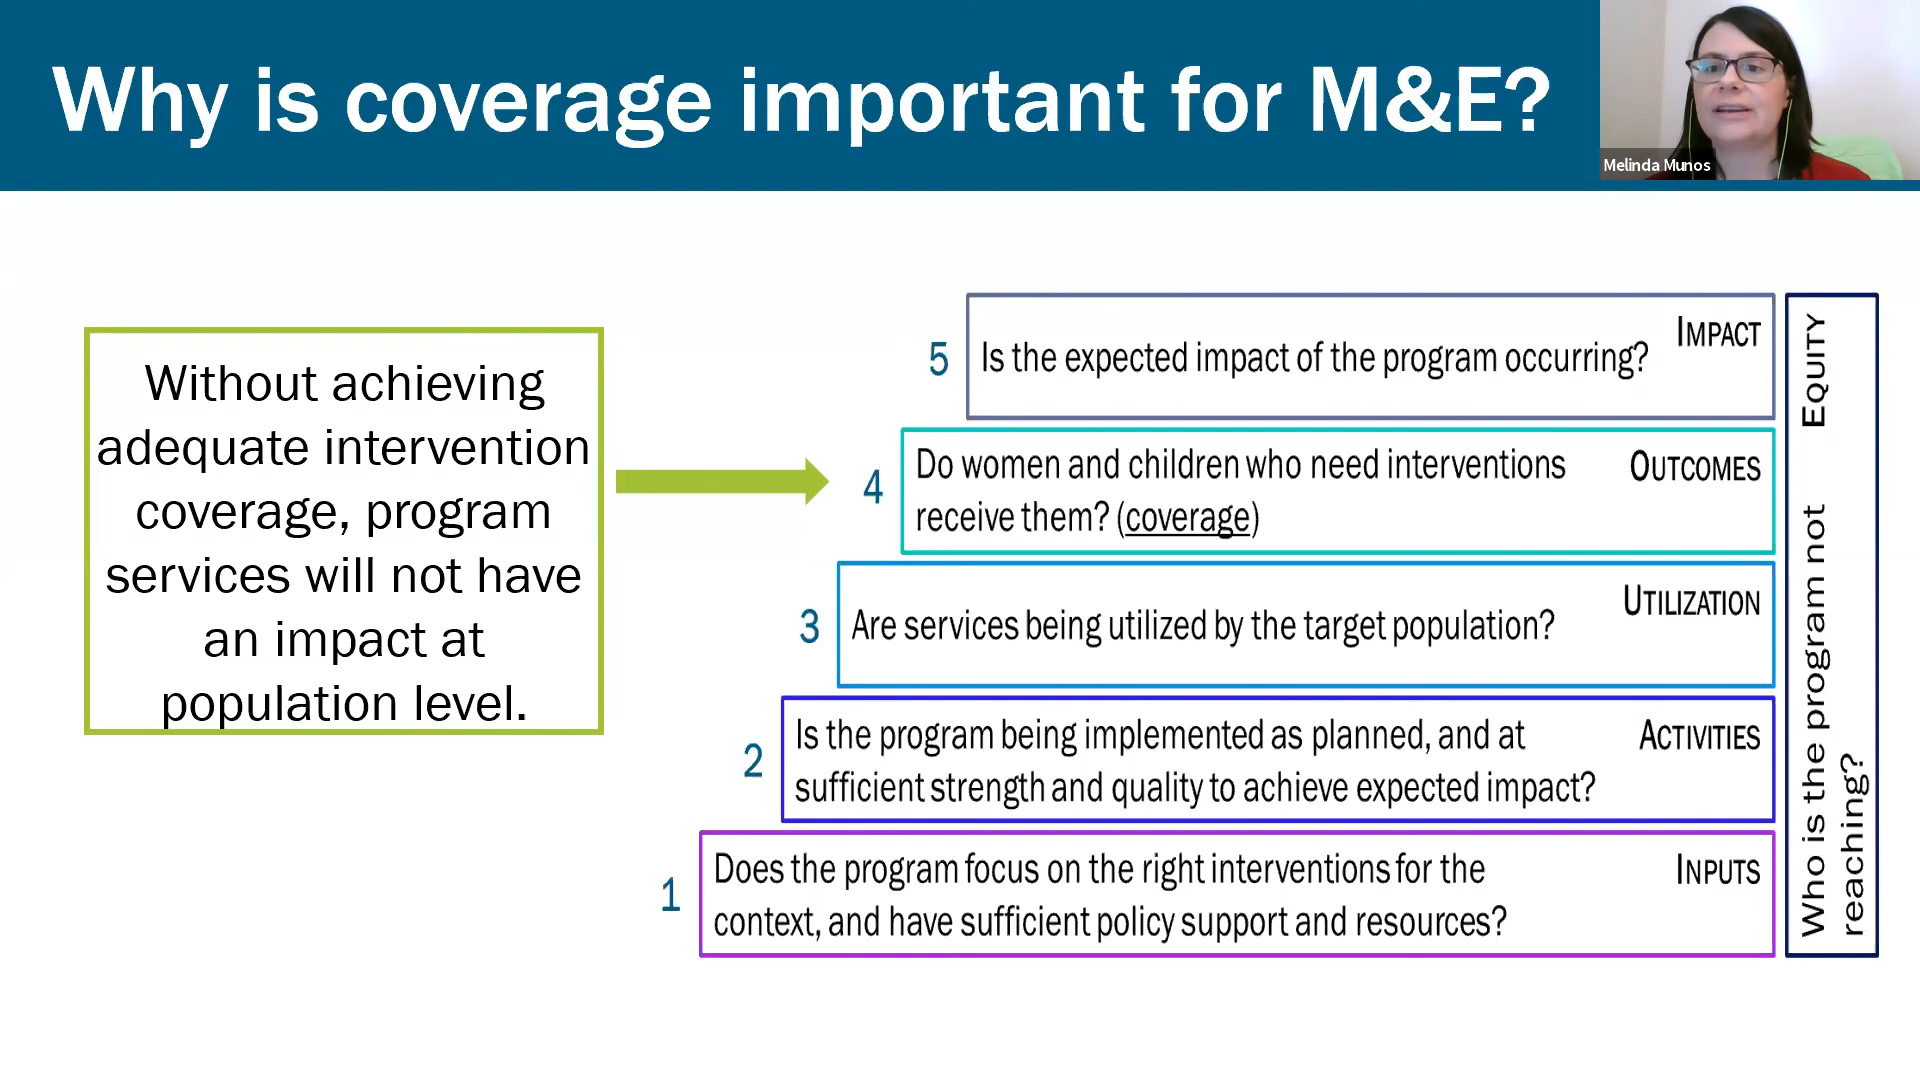 Why is coverage important for M&E?
Melinda Munos
Without achieving
adequate intervention
coverage, program
services will not have
an impact at
population level.
5
Is the expected impact of the program occurring?
IMPACT
4
Do women and children who need interventions
receive them? (coverage)
OUTCOMES
3
Are services being utilized by the target population?
UTILIZATION
2
Is the program being implemented as planned, and at
sufficient strength and quality to achieve expected impact?
ACTIVITIES
1
Does the program focus on the right interventions for the
context, and have sufficient policy support and resources?
INPUTS
Who is the program not
reaching?
EQUITY